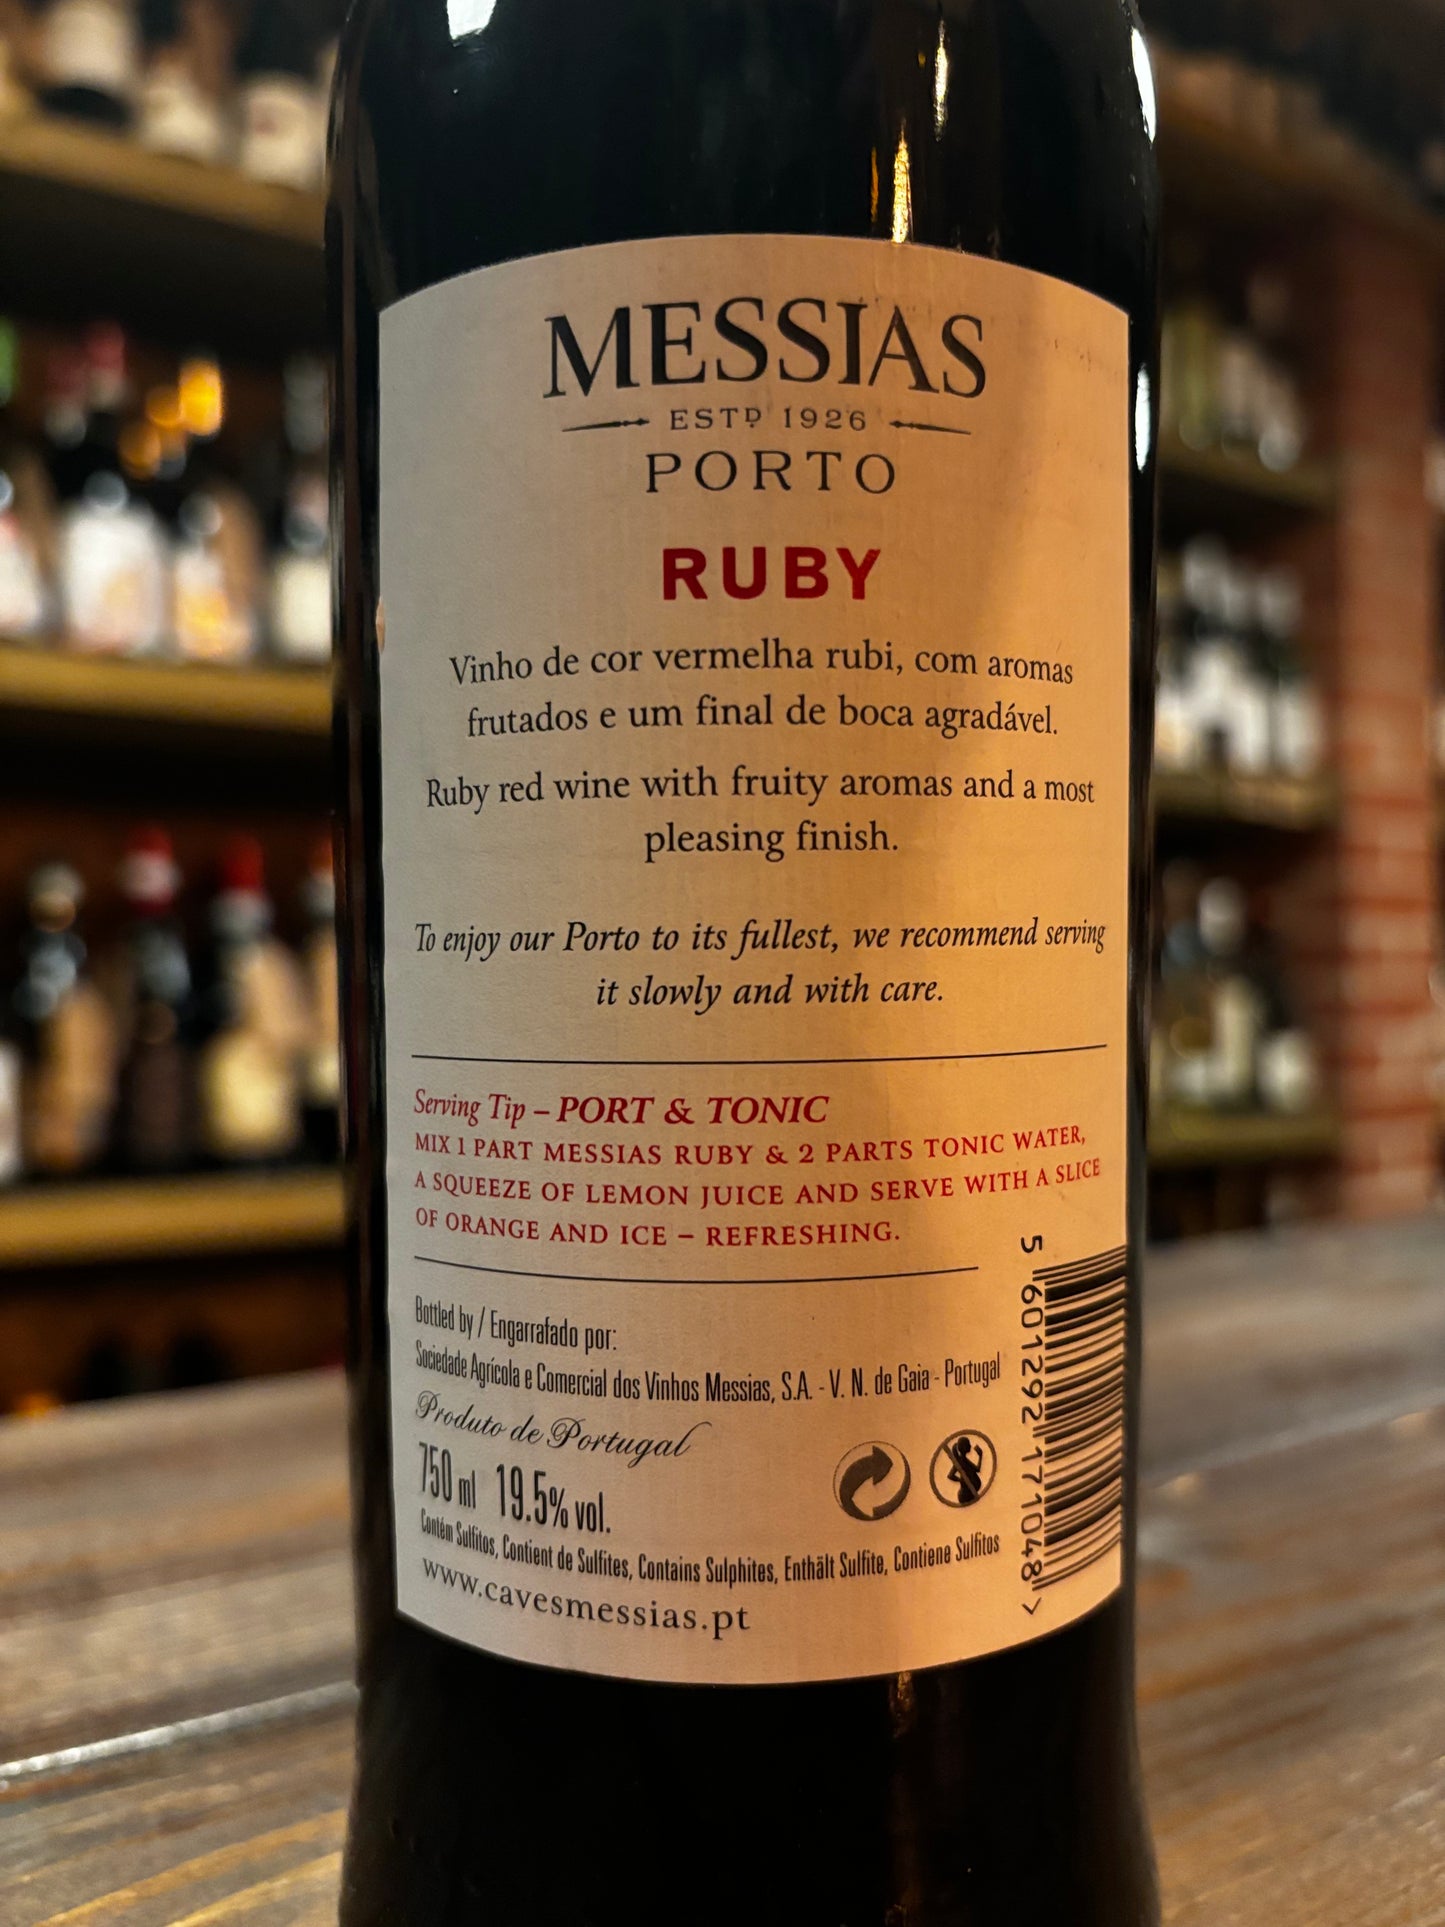 MESSIAS
ESTD 1926
PORTO
RUBY
Vinho de cor vermelha rubi, com aromas
frutados e um final de boca agradável.
Ruby red wine with fruity aromas and a most
pleasing finish.
To enjoy our Porto to its fullest, we recommend serving
it slowly and with care.
Serving Tip – PORT & TONIC
MIX 1 PART MESSIAS RUBY & 2 PARTS TONIC WATER,
A SQUEEZE OF LEMON JUICE AND SERVE WITH A SLICE
OF ORANGE AND ICE – REFRESHING.
Bottled by / Engarrafado por:
Sociedade Agrícola e Comercial dos Vinhos Messias, S.A. - V. N. de Gaia - Portugal
Produto de Portugal
750 ml 19.5% vol.
Contém Sulfitos, Contient de Sulfites, Contains Sulphites, Enthält Sulfite, Contiene Sulfitos
www.cavesmessias.pt
5 601292 171048 >